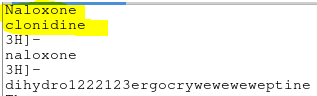 Naloxone
clonidine
3H]-
naloxone
3H]-
dihydro1222123ergocryweweweweptine